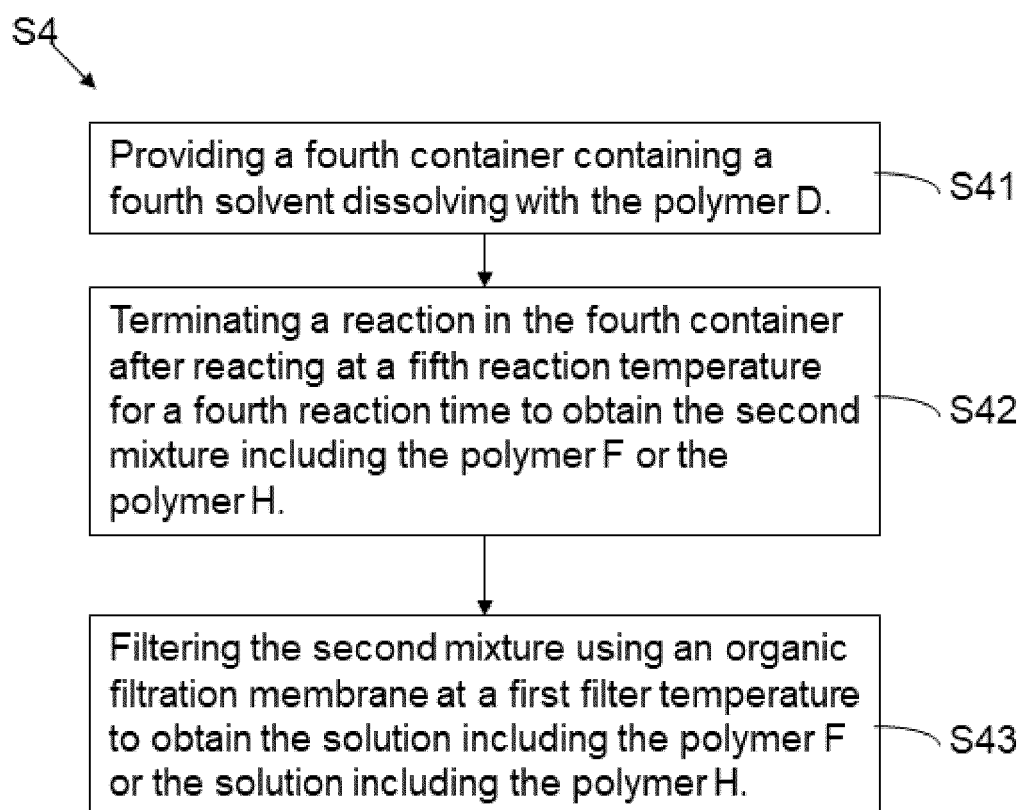 S4
Providing a fourth container containing a
fourth solvent dissolving with the polymer D.
S41
Terminating a reaction in the fourth container
after reacting at a fifth reaction temperature
for a fourth reaction time to obtain the second
mixture including the polymer F or the
polymer H.
S42
Filtering the second mixture using an organic
filtration membrane at a first filter temperature
to obtain the solution including the polymer F
or the solution including the polymer H.
S43